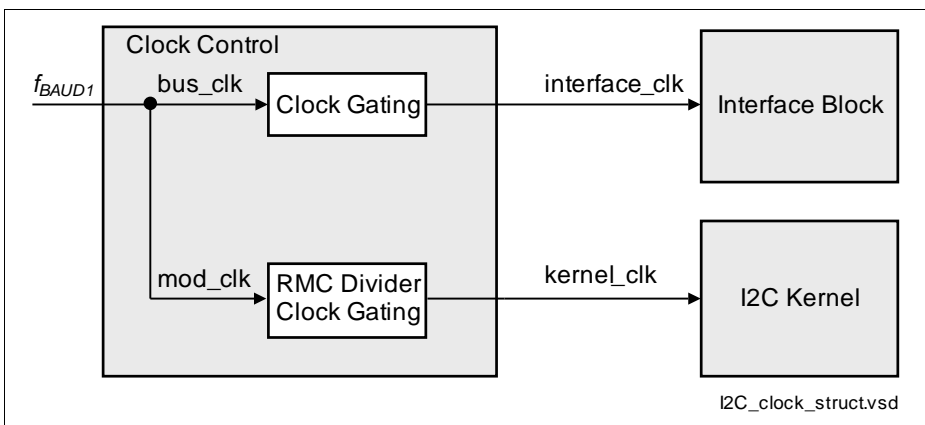 Clock Control
fBAUD1
bus_clk
Clock Gating
interface_clk
Interface Block
mod_clk
RMC Divider
Clock Gating
kernel_clk
I2C Kernel
I2C_clock_struct.vsd